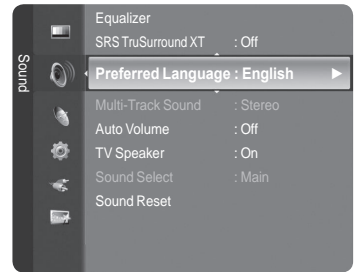 Sound
Equalizer
SRS TruSurround XT : Off
Preferred Language : English
Multi-Track Sound : Stereo
Auto Volume : Off
TV Speaker : On
Sound Select : Main
Sound Reset